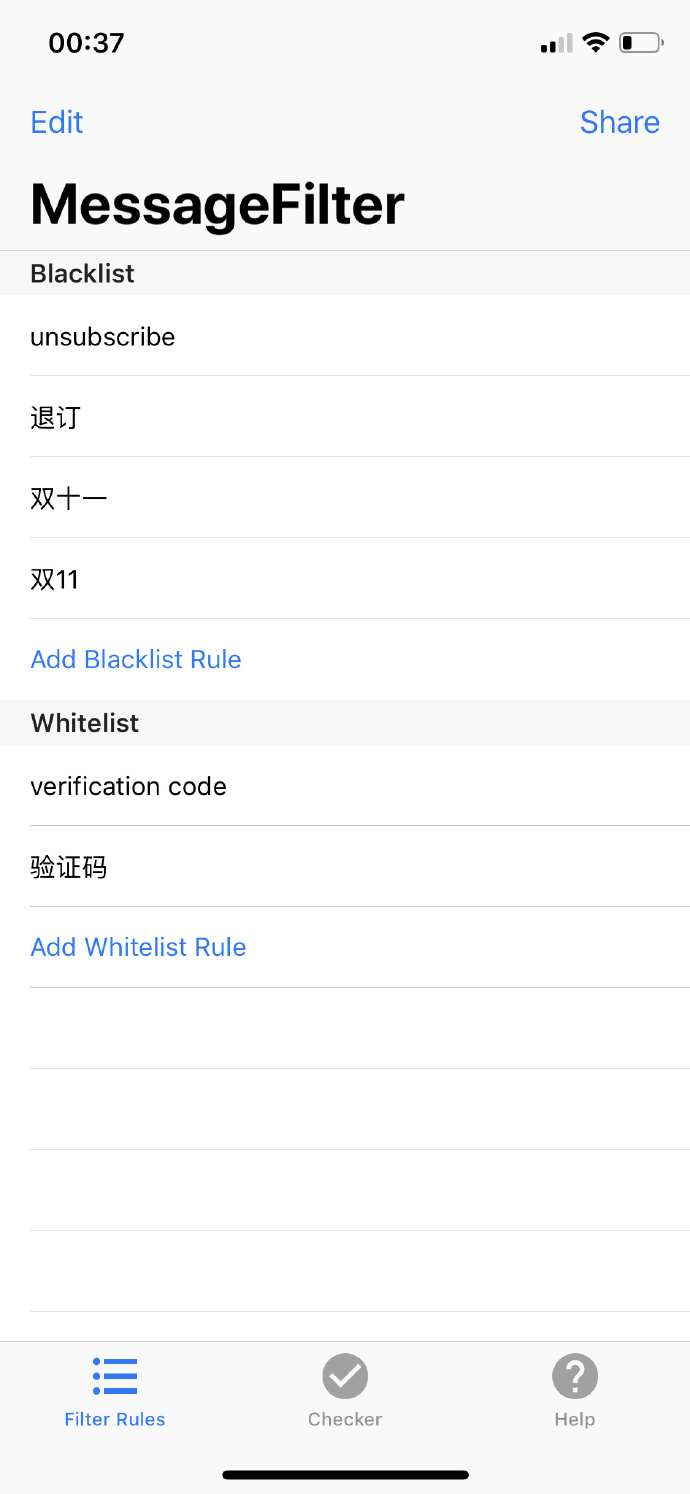 00:37
Edit Share
MessageFilter
Blacklist
unsubscribe
退订
双十一
双11
Add Blacklist Rule
Whitelist
verification code
验证码
Add Whitelist Rule
Filter Rules Checker Help